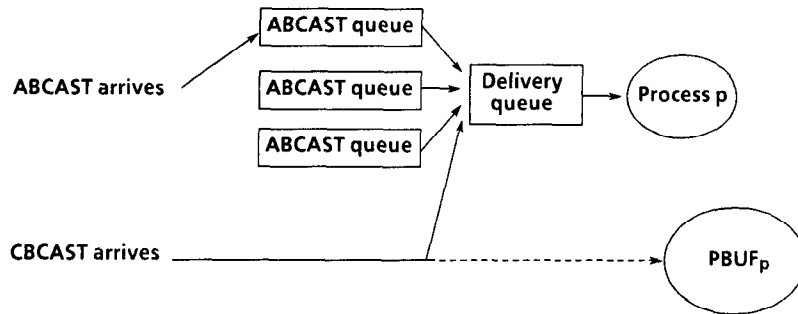 ABCAST queue
ABCAST arrives
ABCAST queue
Delivery
queue
Process p
ABCAST queue
CBCAST arrives
PBUFp